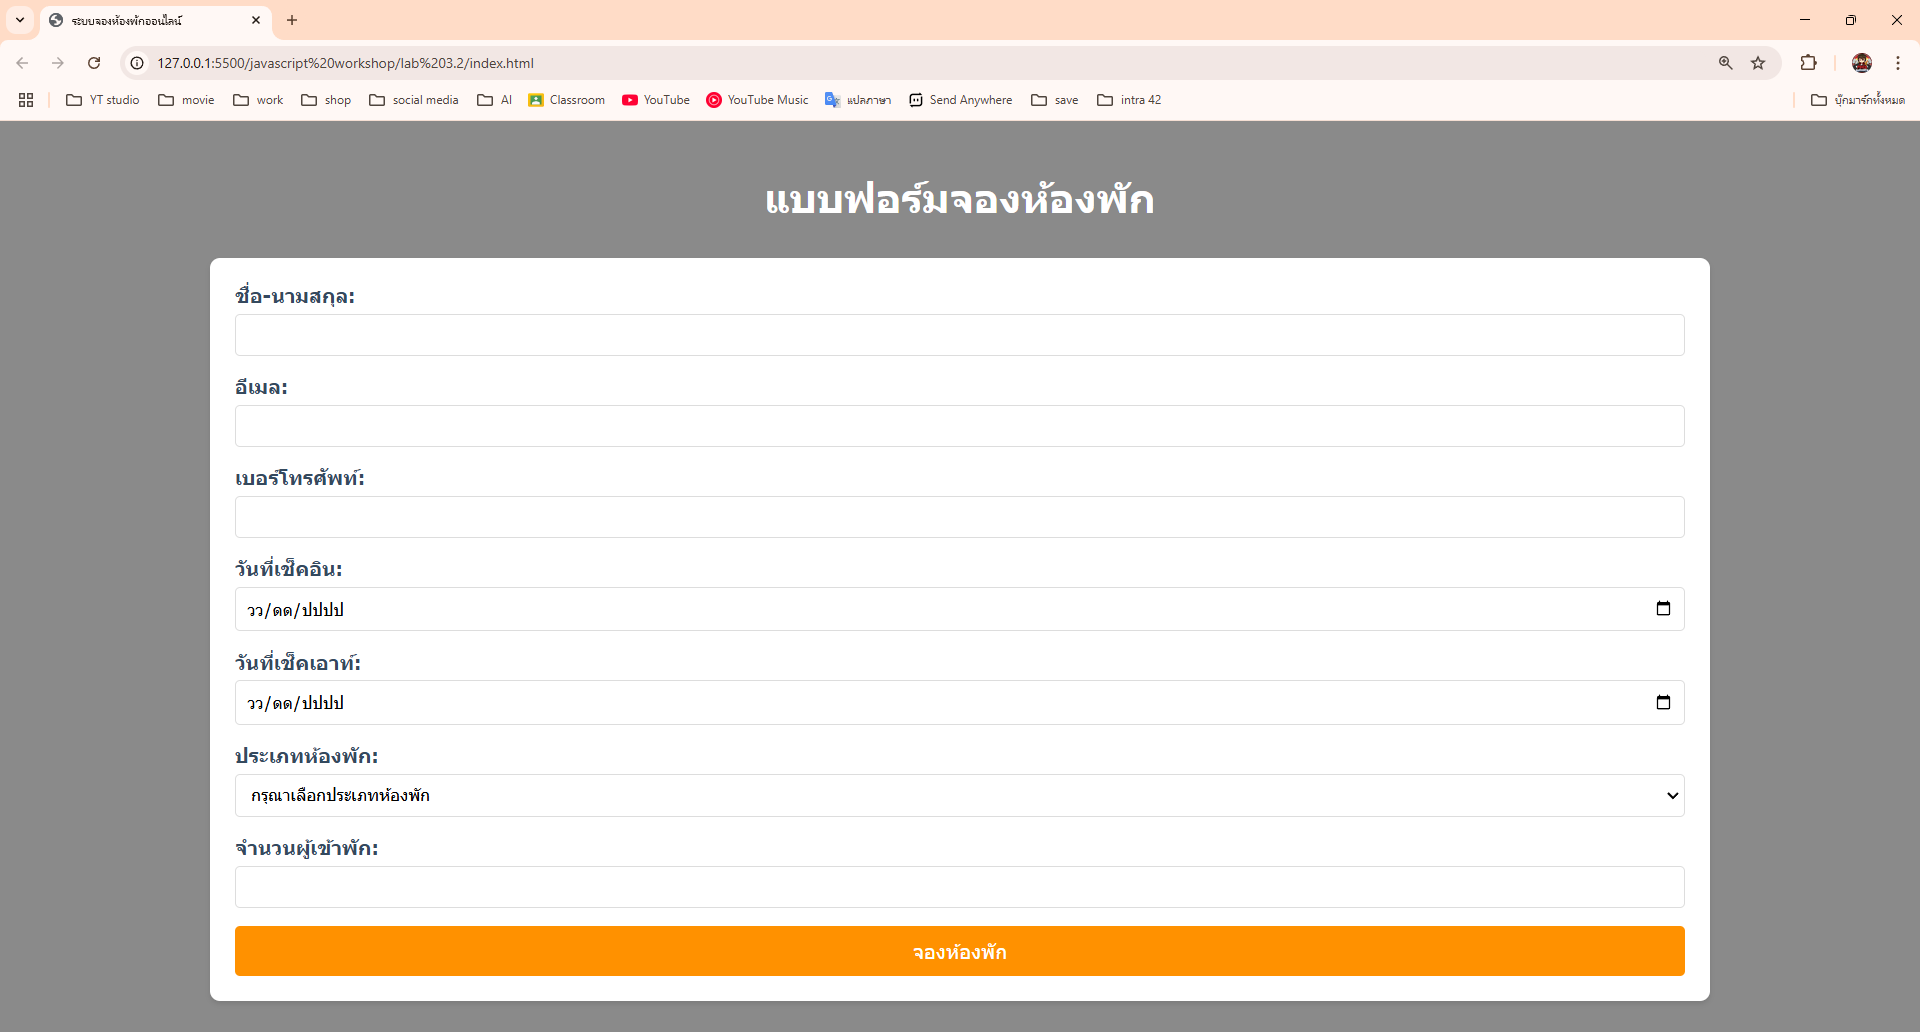 ระบบจองห้องพักออนไลน์
127.0.0.1:5500/javascript%20workshop/lab%203.2/index.html
YT studio movie work shop social media AI Classroom YouTube YouTube Music แปลภาษา Send Anywhere save intra 42 บุ๊กมาร์กทั้งหมด
แบบฟอร์มจองห้องพัก
ชื่อ-นามสกุล:
อีเมล:
เบอร์โทรศัพท์:
วันที่เช็คอิน:
วว/ดด/ปปปป
วันที่เช็คเอาท์:
วว/ดด/ปปปป
ประเภทห้องพัก:
กรุณาเลือกประเภทห้องพัก
จำนวนผู้เข้าพัก:
จองห้องพัก